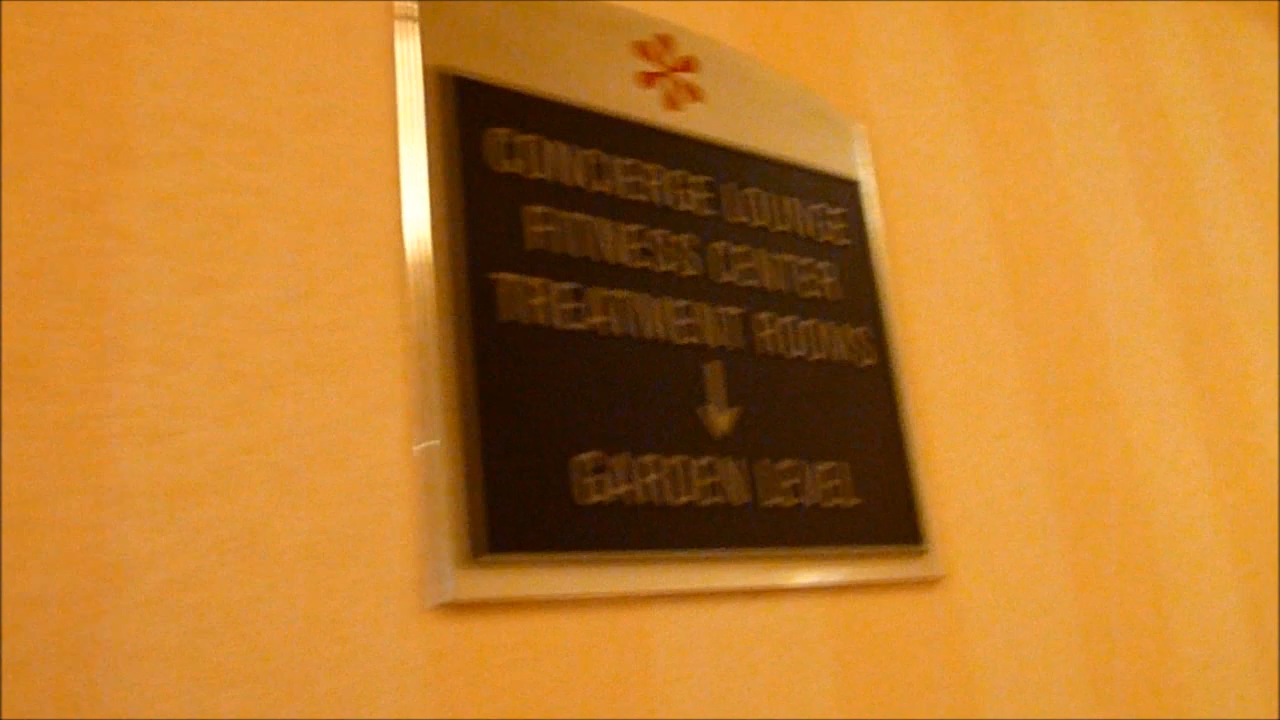 CONCIERGE LOUNGE
FITNESS CENTER
TREATMENT ROOMS
GARDEN LEVEL